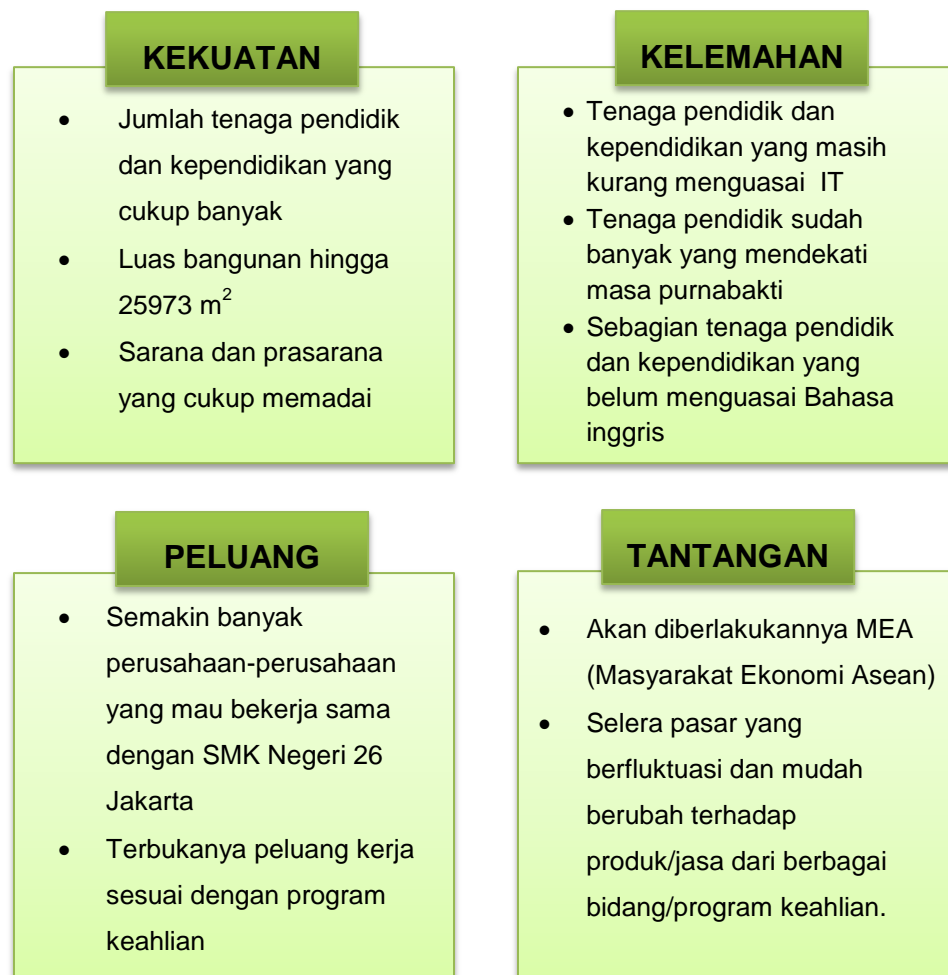 KEKUATAN
• Jumlah tenaga pendidik
dan kependidikan yang
cukup banyak
• Luas bangunan hingga
25973 m²
• Sarana dan prasarana
yang cukup memadai
KELEMAHAN
• Tenaga pendidik dan
kependidikan yang masih
kurang menguasai IT
• Tenaga pendidik sudah
banyak yang mendekati
masa purnabakti
• Sebagian tenaga pendidik
dan kependidikan yang
belum menguasai Bahasa
inggris
PELUANG
• Semakin banyak
perusahaan-perusahaan
yang mau bekerja sama
dengan SMK Negeri 26
Jakarta
• Terbukanya peluang kerja
sesuai dengan program
keahlian
TANTANGAN
• Akan diberlakukannya MEA
(Masyarakat Ekonomi Asean)
• Selera pasar yang
berfluktuasi dan mudah
berubah terhadap
produk/jasa dari berbagai
bidang/program keahlian.